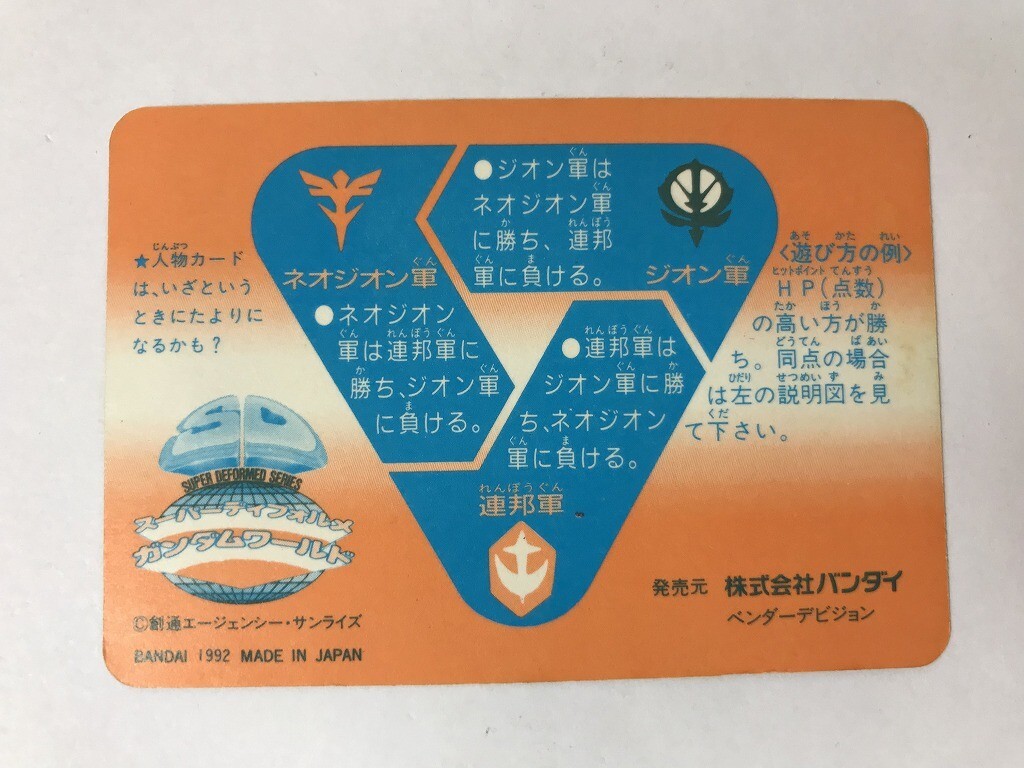 ★人物カード
は、いざという
ときにたよりに
なるかも？
ネオジオン軍
●ネオジオン
軍は連邦軍に
勝ち、ジオン軍
に負ける。
●ジオン軍は
ネオジオン軍
に勝ち、連邦
軍に負ける。
ジオン軍
●連邦軍は
ジオン軍に勝
ち、ネオジオン
軍に負ける。
連邦軍
〈遊び方の例〉
HP(点数)
の高い方が勝
ち。同点の場合
は左の説明図を見
て下さい。
SUPER DEFORMED SERIES
スーパーディフォルメ
ガンダムワールド
©創通エージェンシー・サンライズ
BANDAI 1992 MADE IN JAPAN
発売元 株式会社バンダイ
ベンダーデビジョン